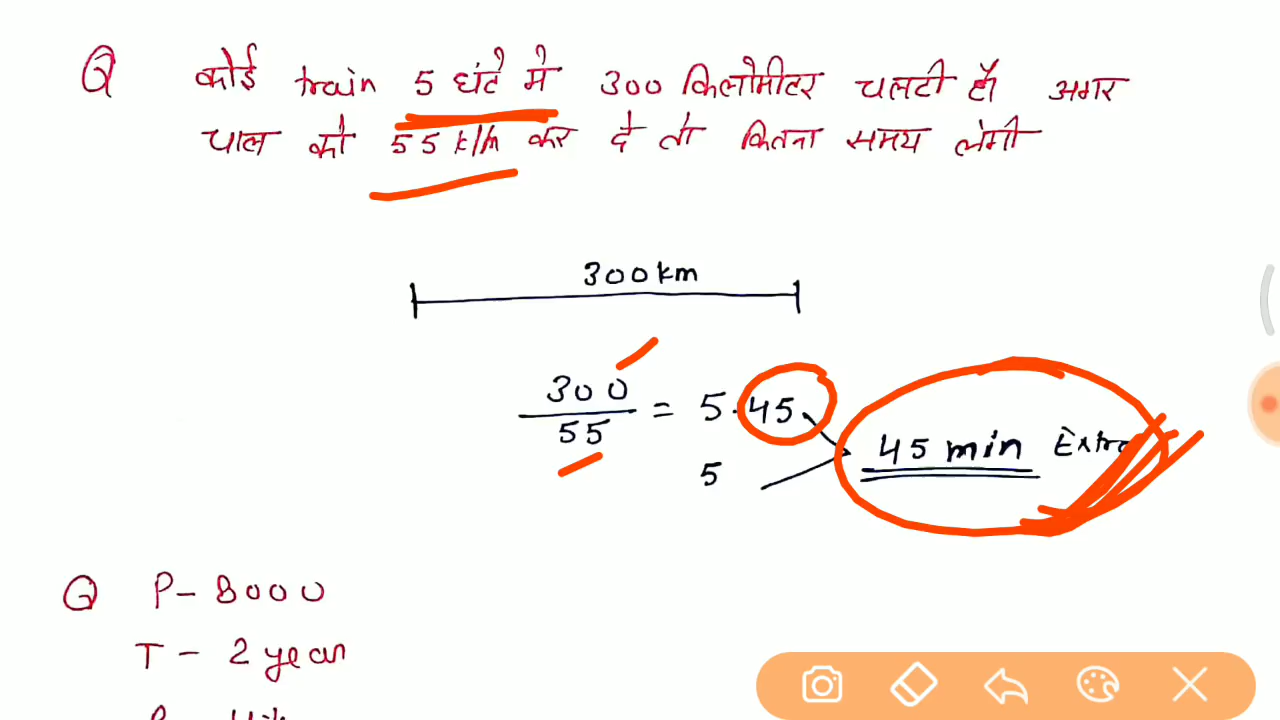 Q कोई train 5 घंटे मे 300 किलोमीटर चलटी है। अगर
चाल को 55 k/h कर दे तो कितना समय लेगी
300km
300
55
= 5.45
5
45 min Extra
Q P- 8000
T - 2 year